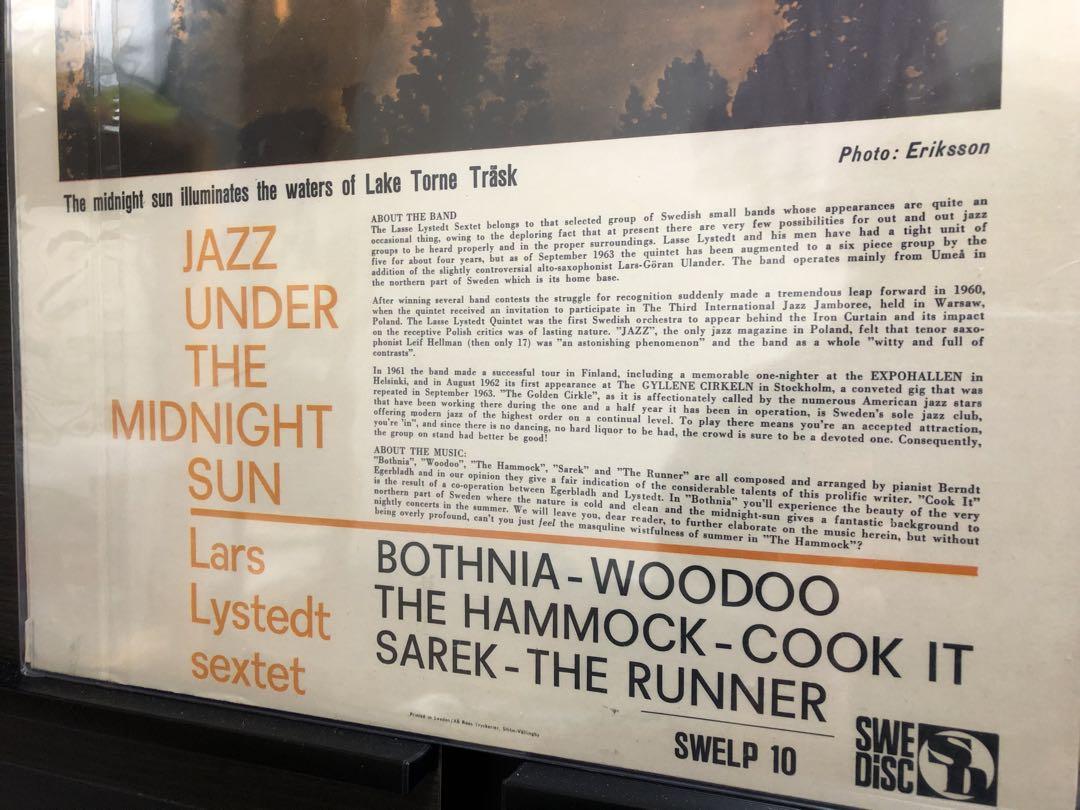 Photo: Eriksson
The midnight sun illuminates the waters of Lake Torne Träsk
JAZZ
UNDER
THE
MIDNIGHT
SUN
Lars
Lystedt
sextet
ABOUT THE BAND
The Lasse Lystedt Sextet belongs to that selected group of Swedish small bands whose appearances are quite an
occasional thing, owing to the deploring fact that at present there are very few possibilities for out and out jazz
groups to be heard properly and in the proper surroundings. Lasse Lystedt and his men have had a tight unit of
five for about four years, but as of September 1963 the quintet has been augmented to a six piece group by the
addition of the slightly controversial alto-saxophonist Lars-Göran Ulander. The band operates mainly from Umeå in
the northern part of Sweden which is its home base.
After winning several band contests the struggle for recognition suddenly made a tremendous leap forward in 1960,
when the quintet received an invitation to participate in The Third International Jazz Jamboree, held in Warsaw,
Poland. The Lasse Lystedt Quintet was the first Swedish orchestra to appear behind the Iron Curtain and its impact
on the receptive Polish critics was of lasting nature. ”JAZZ”, the only jazz magazine in Poland, felt that tenor saxo-
phonist Leif Hellman (then only 17) was ”an astonishing phenomenon” and the band as a whole ”witty and full of
contrasts”.
In 1961 the band made a successful tour in Finland, including a memorable one-nighter at the EXPOHALLEN in
Helsinki, and in August 1962 its first appearance at The GYLLENE CIRKELN in Stockholm, a conveted gig that was
repeated in September 1963. ”The Golden Cirkle”, as it is affectionately called by the numerous American jazz stars
that have been working there during the one and a half year it has been in operation, is Sweden's sole jazz club,
offering modern jazz of the highest order on a continual level. To play there means you're an accepted attraction,
you're ”in”, and since there is no dancing, no hard liquor to be had, the crowd is sure to be a devoted one. Consequently,
the group on stand had better be good!
ABOUT THE MUSIC:
”Bothnia”, ”Woodoo”, ”The Hammock”, ”Sarek” and ”The Runner” are all composed and arranged by pianist Berndt
Egerbladh and in our opinion they give a fair indication of the considerable talents of this prolific writer. ”Cook It”
is the result of a co-operation between Egerbladh and Lystedt. In ”Bothnia” you'll experience the beauty of the very
northern part of Sweden where the nature is cold and clean and the midnight-sun gives a fantastic background to
nightly concerts in the summer. We will leave you, dear reader, to further elaborate on the music herein, but without
being overly profound, can't you just feel the masquline wistfulness of summer in ”The Hammock”?
BOTHNIA - WOODOO
THE HAMMOCK - COOK IT
SAREK - THE RUNNER
Printed in Sweden/AB
SWELP 10
SWE
DISC
SD